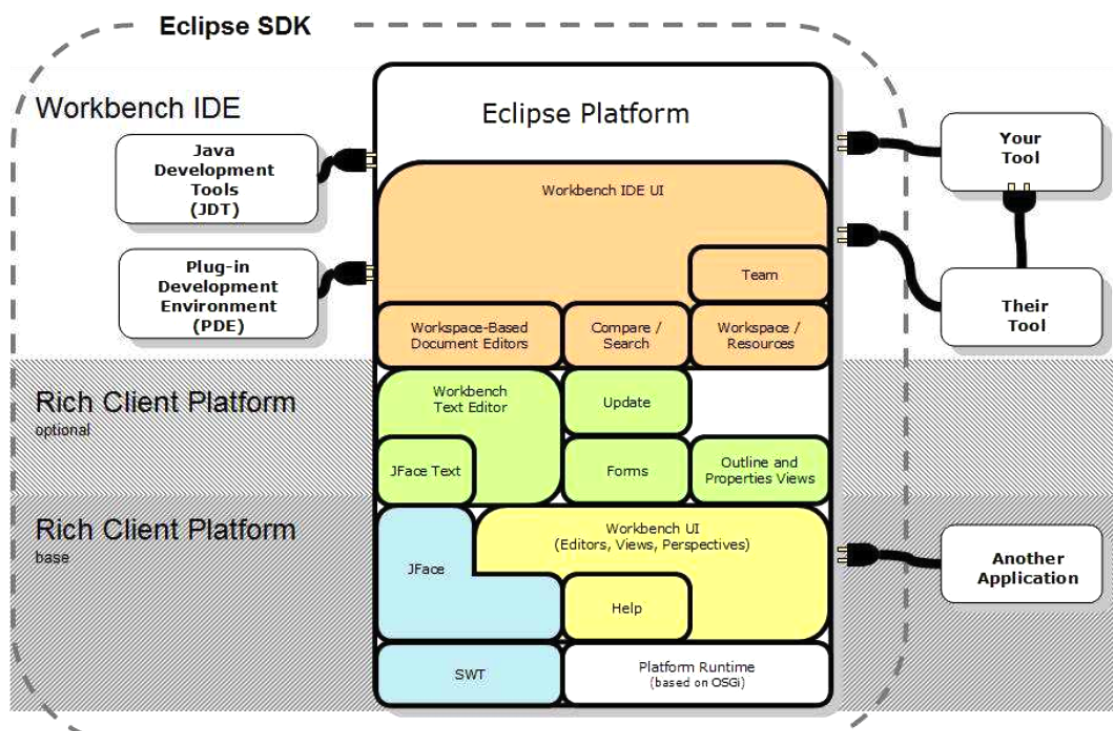 Eclipse SDK
Workbench IDE
Eclipse Platform
Java
Development
Tools
(JDT)
Your
Tool
Workbench IDE UI
Plug-in
Development
Environment
(PDE)
Team
Their
Tool
Workspace-Based
Document Editors
Compare /
Search
Workspace /
Resources
Rich Client Platform
optional
Workbench
Text Editor
Update
JFace Text
Forms
Outline and
Properties Views
Rich Client Platform
base
Workbench UI
(Editors, Views, Perspectives)
JFace
Another
Application
Help
SWT
Platform Runtime
(based on OSGi)